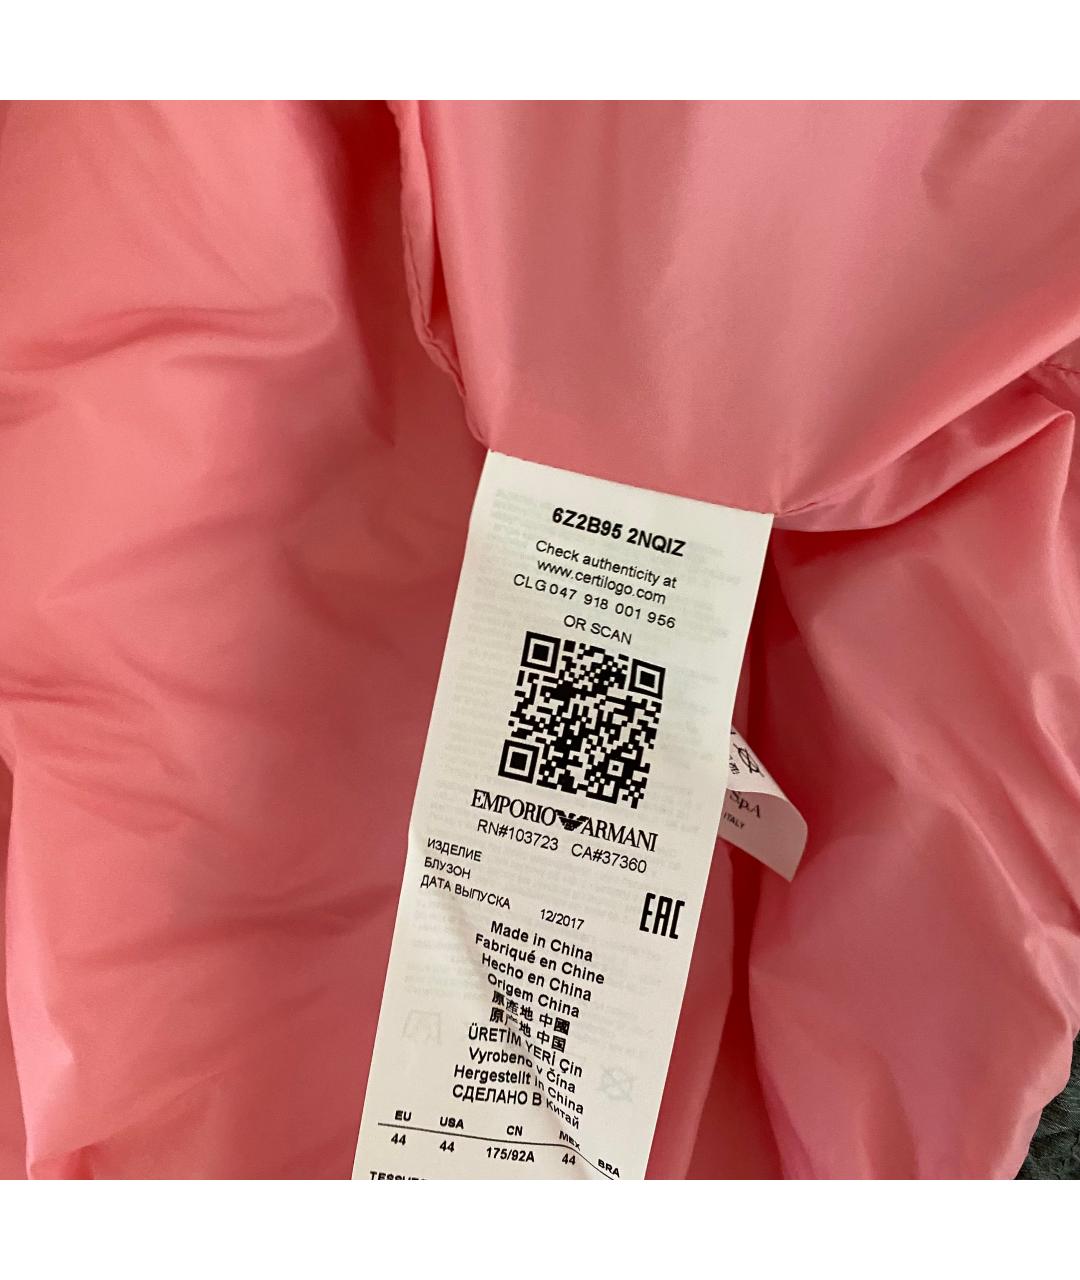 6Z2B95 2NQIZ
Check authenticity at
www.certilogo.com
CLG 047 918 001 956
OR SCAN
EMPORIO ARMANI
RN#103723 CA#37360
ИЗДЕЛИЕ
БЛУЗОН
ДАТА ВЫПУСКА 12/2017
EAC
Made in China
Fabriqué en Chine
Hecho en China
Origem China
原產地 中國
原产地 中国
ÜRETİM YERİ Çin
Vyrobeno v Čína
Hergestellt in China
СДЕЛАНО В Китай
EU USA CN MEX BRA
44 44 175/92A 44
S.p.A
ITALY